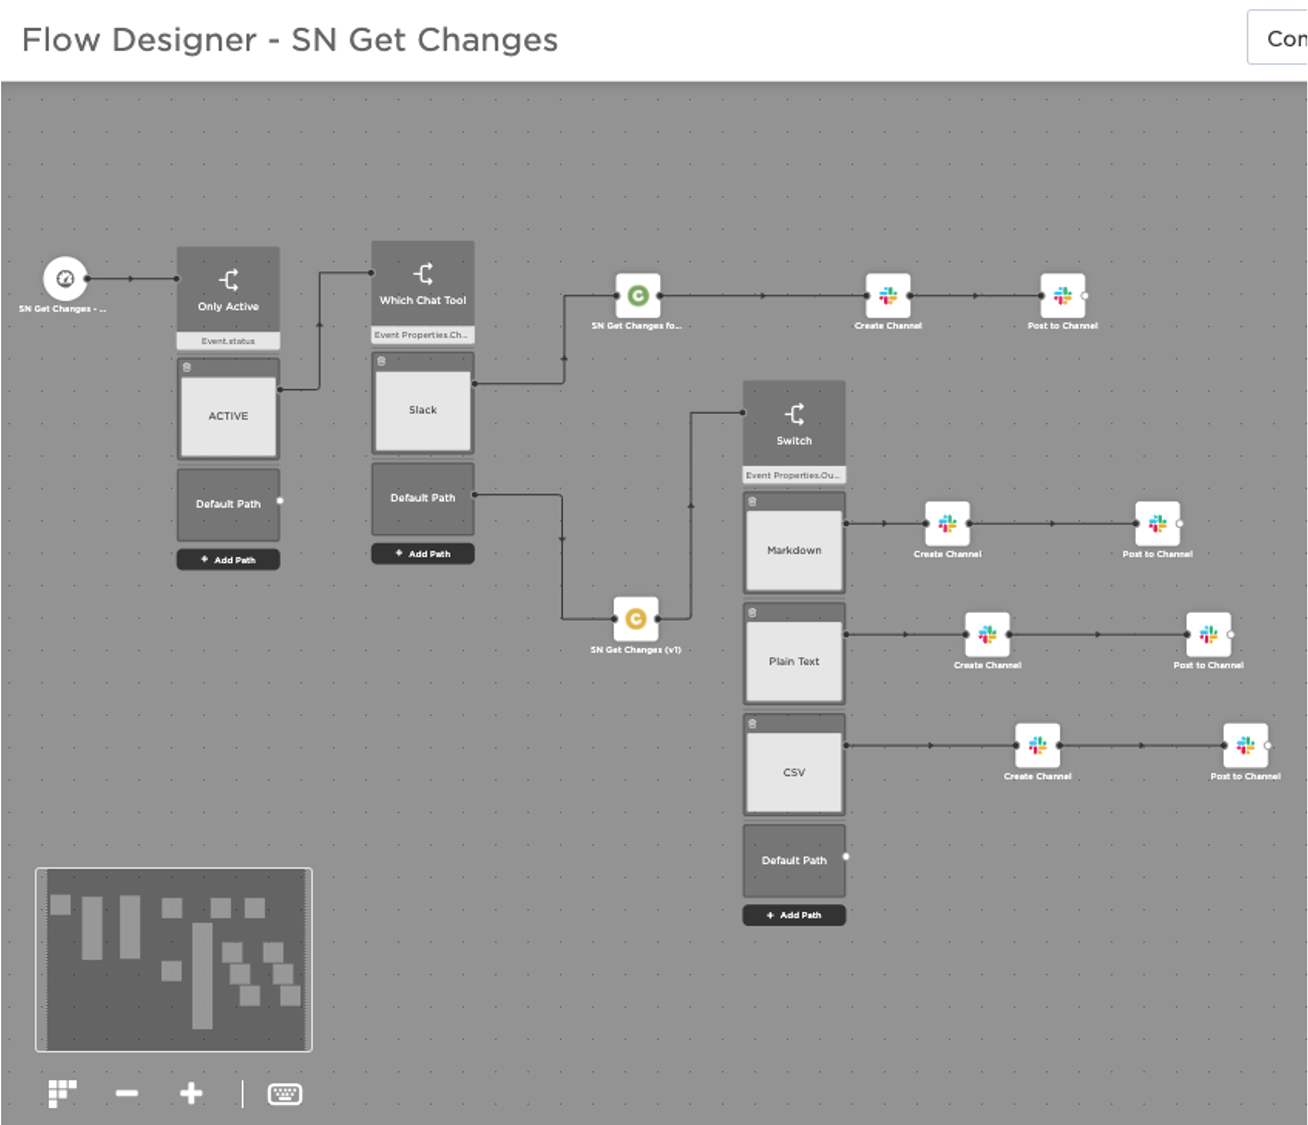 Flow Designer - SN Get Changes
Con
SN Get Changes - ...
Only Active
Event.status
ACTIVE
Default Path
+ Add Path
Which Chat Tool
Event Properties.Ch...
Slack
Default Path
+ Add Path
SN Get Changes fo...
Create Channel
Post to Channel
SN Get Changes (v1)
Switch
Event Properties.Ou...
Markdown
Create Channel
Post to Channel
Plain Text
Create Channel
Post to Channel
CSV
Create Channel
Post to Channel
Default Path
+ Add Path